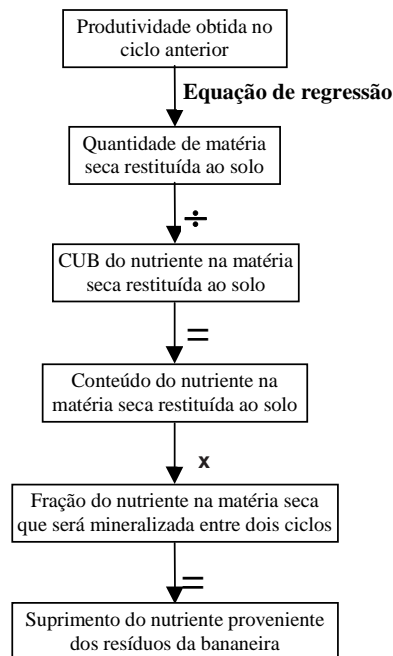 Produtividade obtida no
ciclo anterior
Equação de regressão
Quantidade de matéria
seca restituída ao solo
÷
CUB do nutriente na matéria
seca restituída ao solo
=
Conteúdo do nutriente na
matéria seca restituída ao solo
x
Fração do nutriente na matéria seca
que será mineralizada entre dois ciclos
=
Suprimento do nutriente proveniente
dos resíduos da bananeira